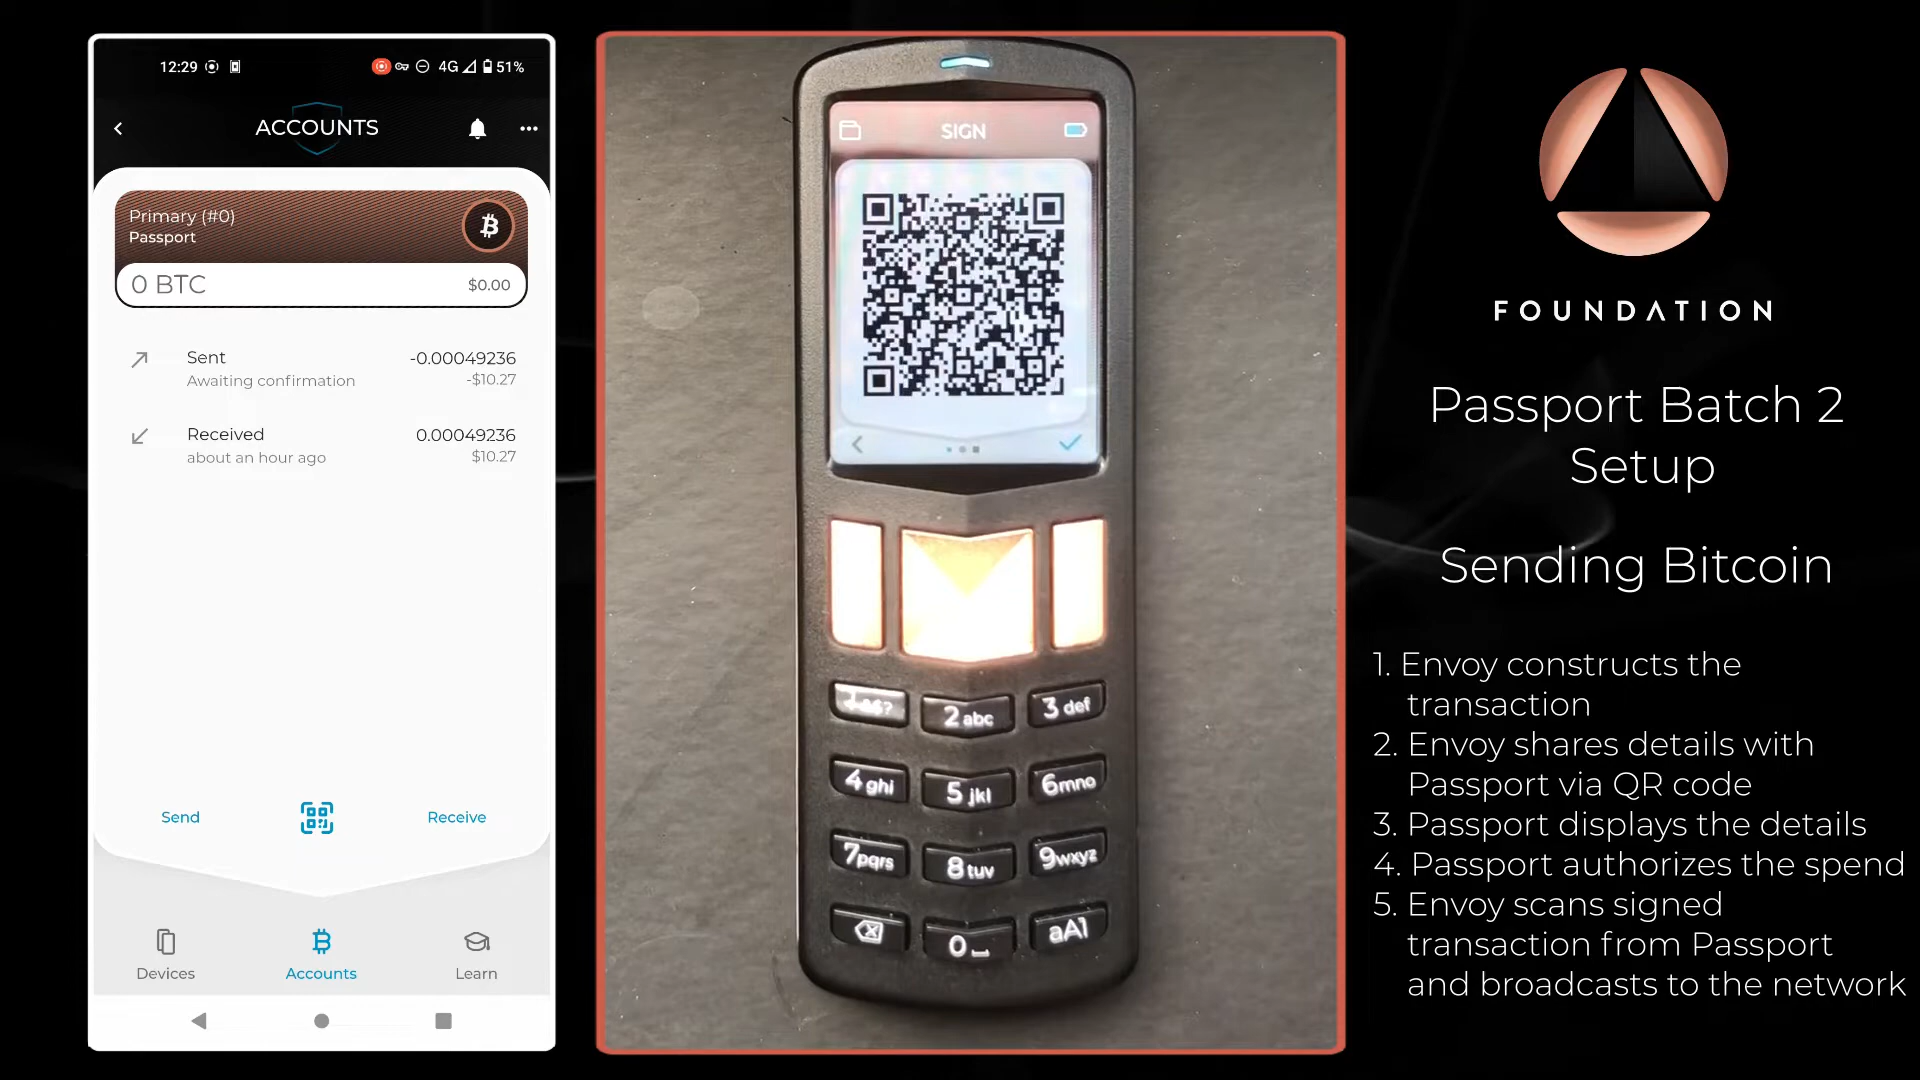 12:29
4G
51%
ACCOUNTS
Primary (#0)
Passport
0 BTC
$0.00
Sent
-0.00049236
Awaiting confirmation
-$10.27
Received
0.00049236
about an hour ago
$10.27
Send
Receive
Devices
Accounts
Learn
SIGN
2 abc
3 def
4 ghi
5 jkl
6 mno
7 pqrs
8 tuv
9 wxyz
0
aA1
FOUNDATION
Passport Batch 2
Setup
Sending Bitcoin
1. Envoy constructs the
transaction
2. Envoy shares details with
Passport via QR code
3. Passport displays the details
4. Passport authorizes the spend
5. Envoy scans signed
transaction from Passport
and broadcasts to the network